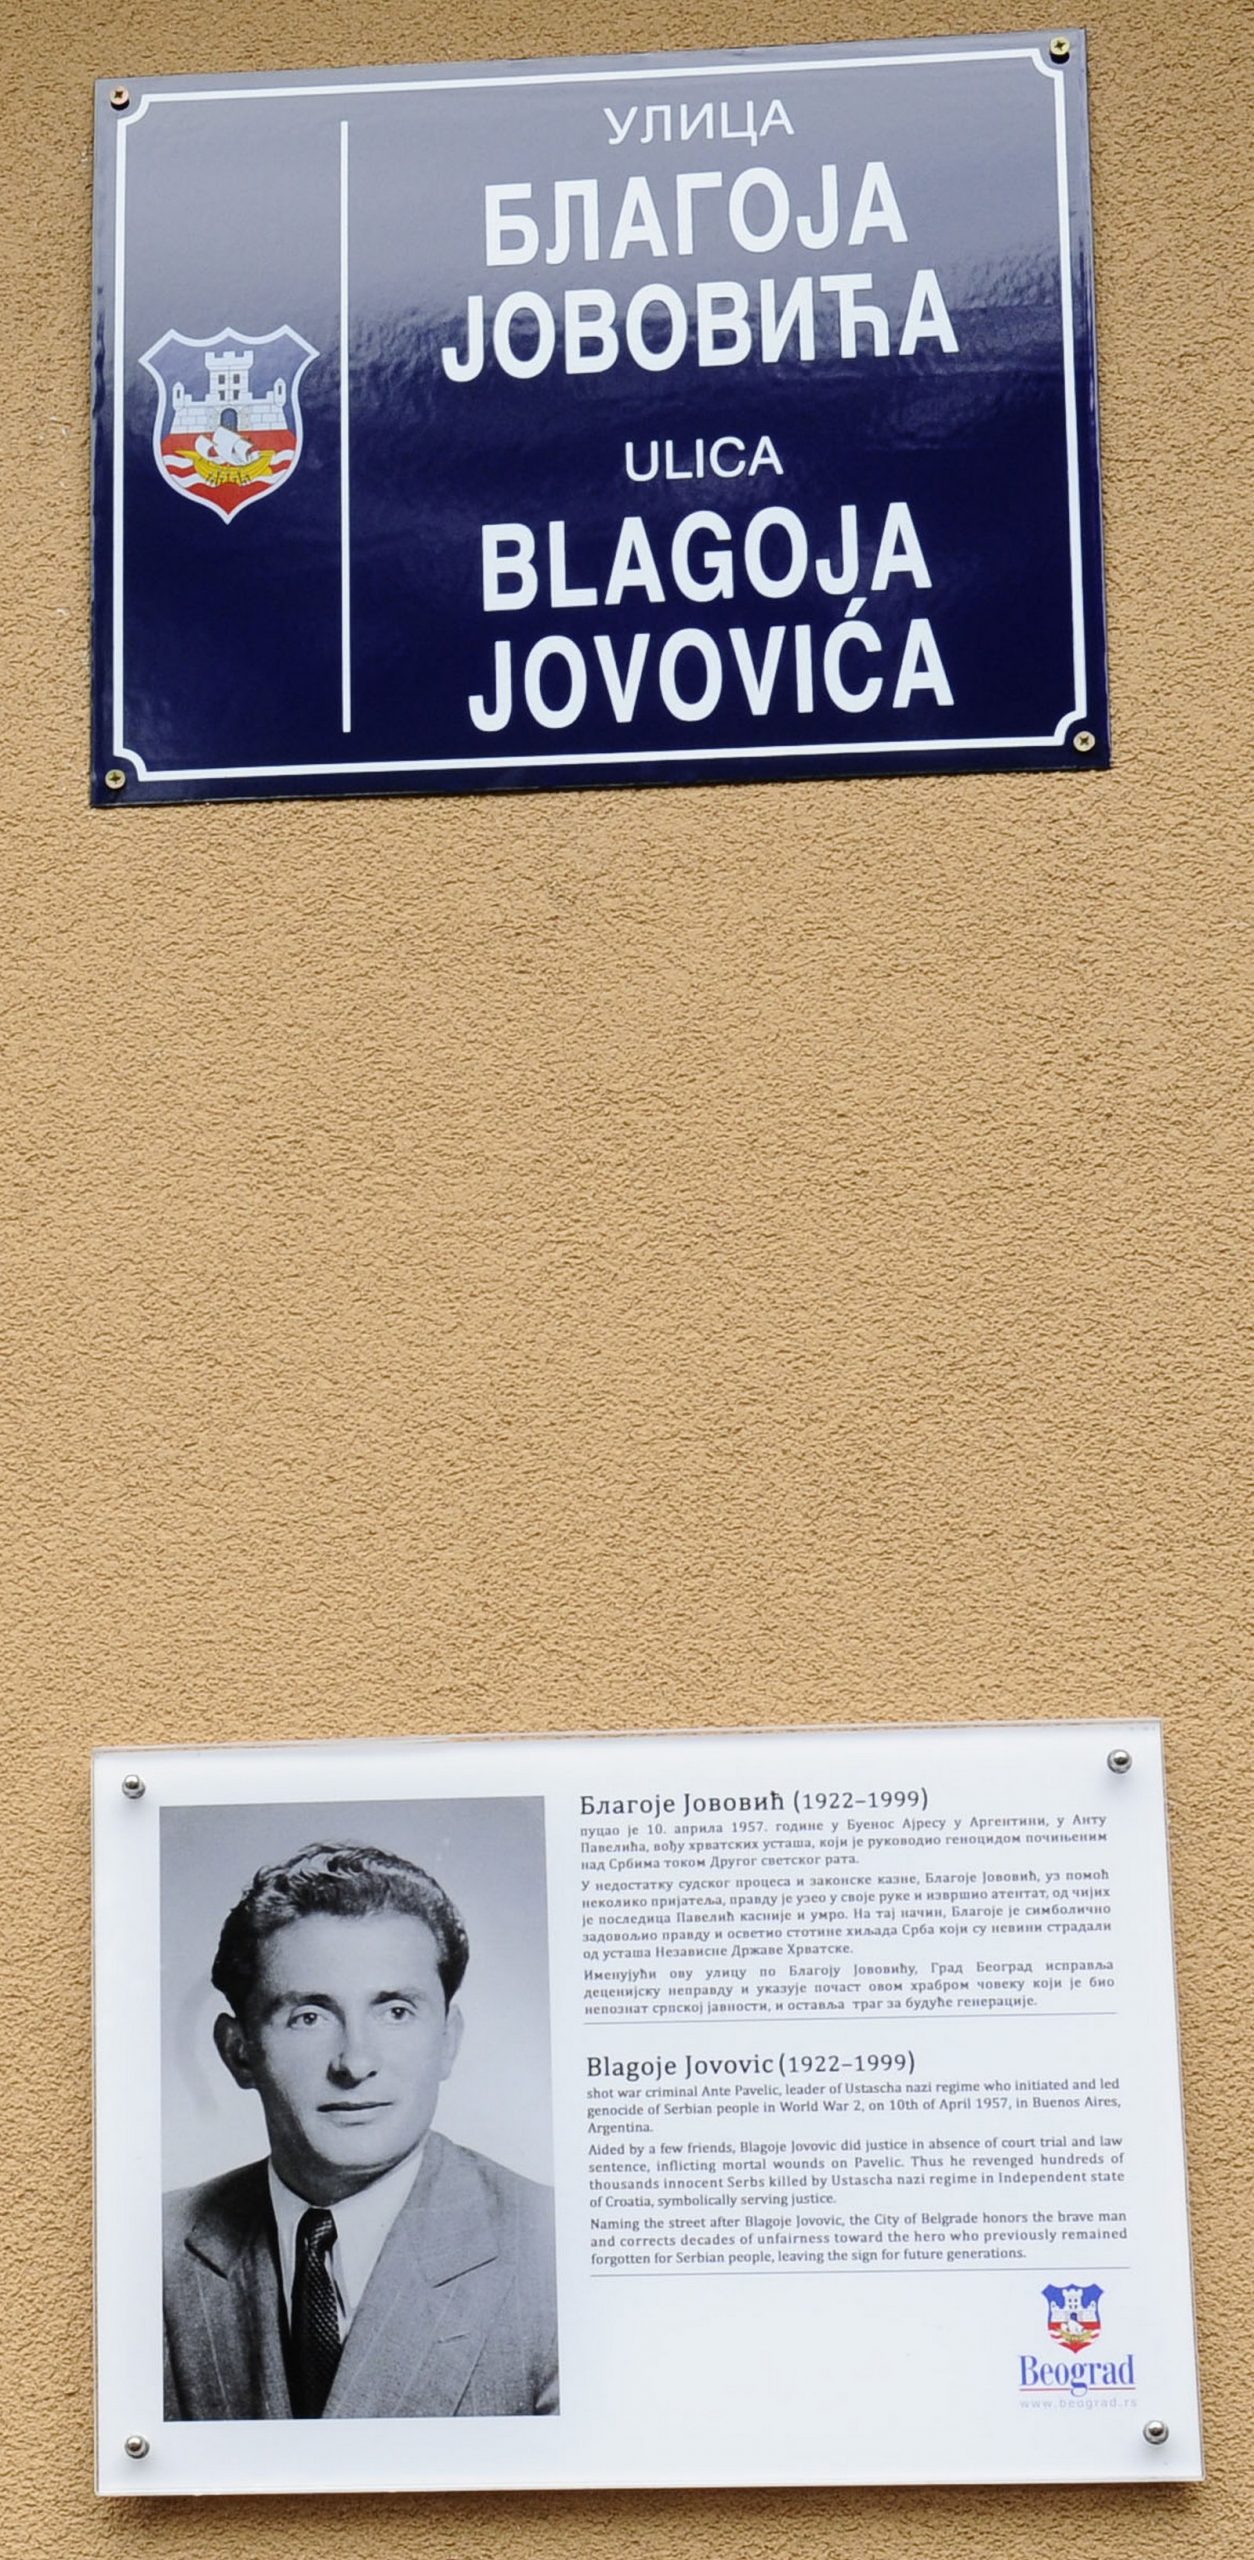 УЛИЦА
БЛАГОЈА
ЈОВОВИЋА
ULICA
BLAGOJA
JOVOVIĆA
Благоје Јововић (1922–1999)
пуцао је 10. априла 1957. године у Буенос Ајресу у Аргентини, у Анту
Павелића, вођу хрватских усташа, који је руководио геноцидом почињеним
над Србима током Другог светског рата.
У недостатку судског процеса и законске казне, Благоје Јововић, уз помоћ
неколико пријатеља, правду је узео у своје руке и извршио атентат, од чијих
је последица Павелић касније и умро. На тај начин, Благоје је симболично
задовољио правду и осветио стотине хиљада Срба који су невини страдали
од усташа Независне Државе Хрватске.
Именујући ову улицу по Благоју Јововићу, Град Београд исправља
деценијску неправду и указује почаст овом храбром човеку који је био
непознат српској јавности, и оставља траг за будуће генерације.
Blagoje Jovovic (1922–1999)
shot war criminal Ante Pavelic, leader of Ustascha nazi regime who initiated and led
genocide of Serbian people in World War 2, on 10th of April 1957, in Buenos Aires,
Argentina.
Aided by a few friends, Blagoje Jovovic did justice in absence of court trial and law
sentence, inflicting mortal wounds on Pavelic. Thus he revenged hundreds of
thousands innocent Serbs killed by Ustascha nazi regime in Independent state
of Croatia, symbolically serving justice.
Naming the street after Blagoje Jovovic, the City of Belgrade honors the brave man
and corrects decades of unfairness toward the hero who previously remained
forgotten for Serbian people, leaving the sign for future generations.
Beograd
www.beograd.rs